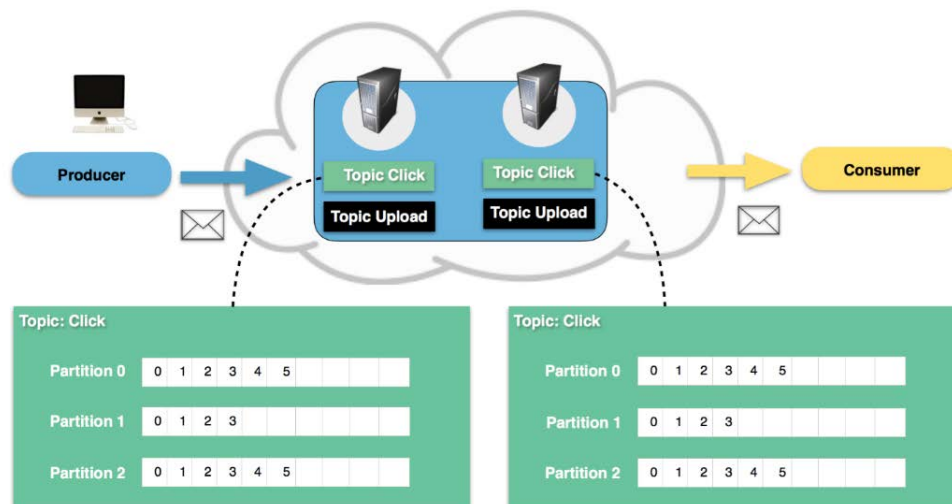 Producer
Topic Click
Topic Upload
Topic Click
Topic Upload
Consumer
Topic: Click
Partition 0 0 1 2 3 4 5
Partition 1 0 1 2 3
Partition 2 0 1 2 3 4 5
Topic: Click
Partition 0 0 1 2 3 4 5
Partition 1 0 1 2 3
Partition 2 0 1 2 3 4 5